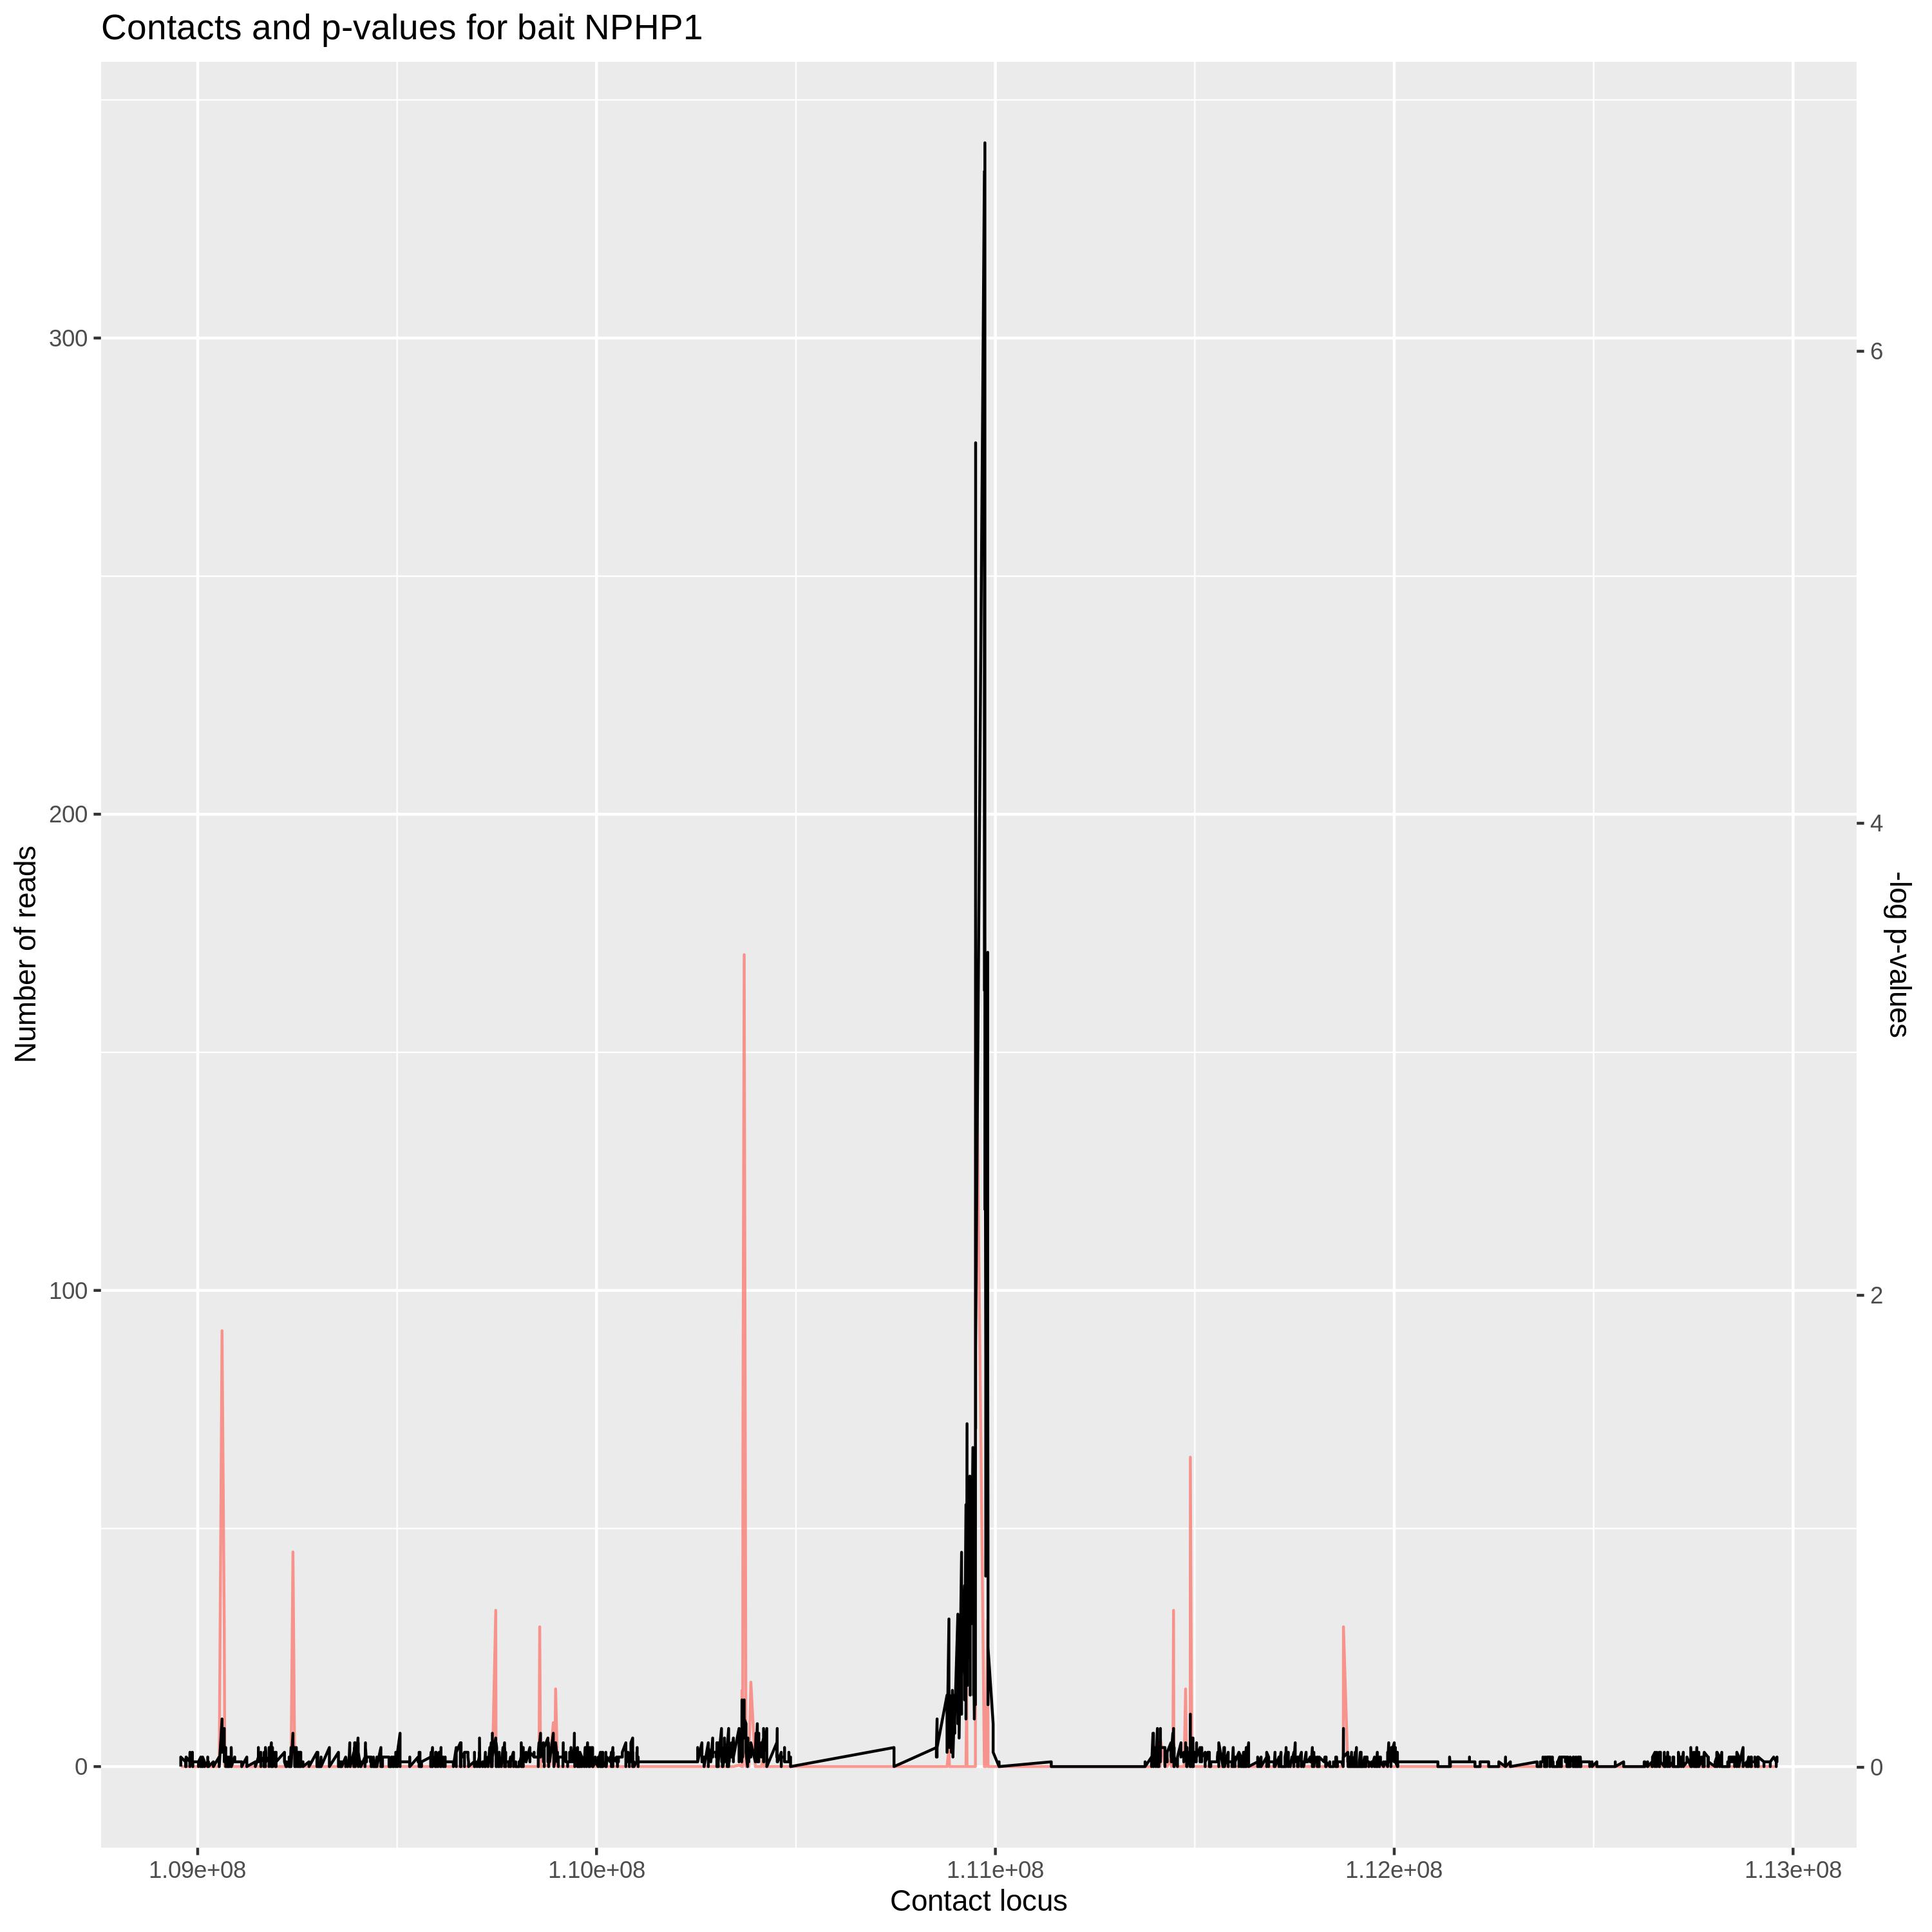 Contacts and p-values for bait NPHP1
300
200
100
0
6
4
2
0
Number of reads
-log p-values
1.09e+08
1.10e+08
1.11e+08
1.12e+08
1.13e+08
Contact locus